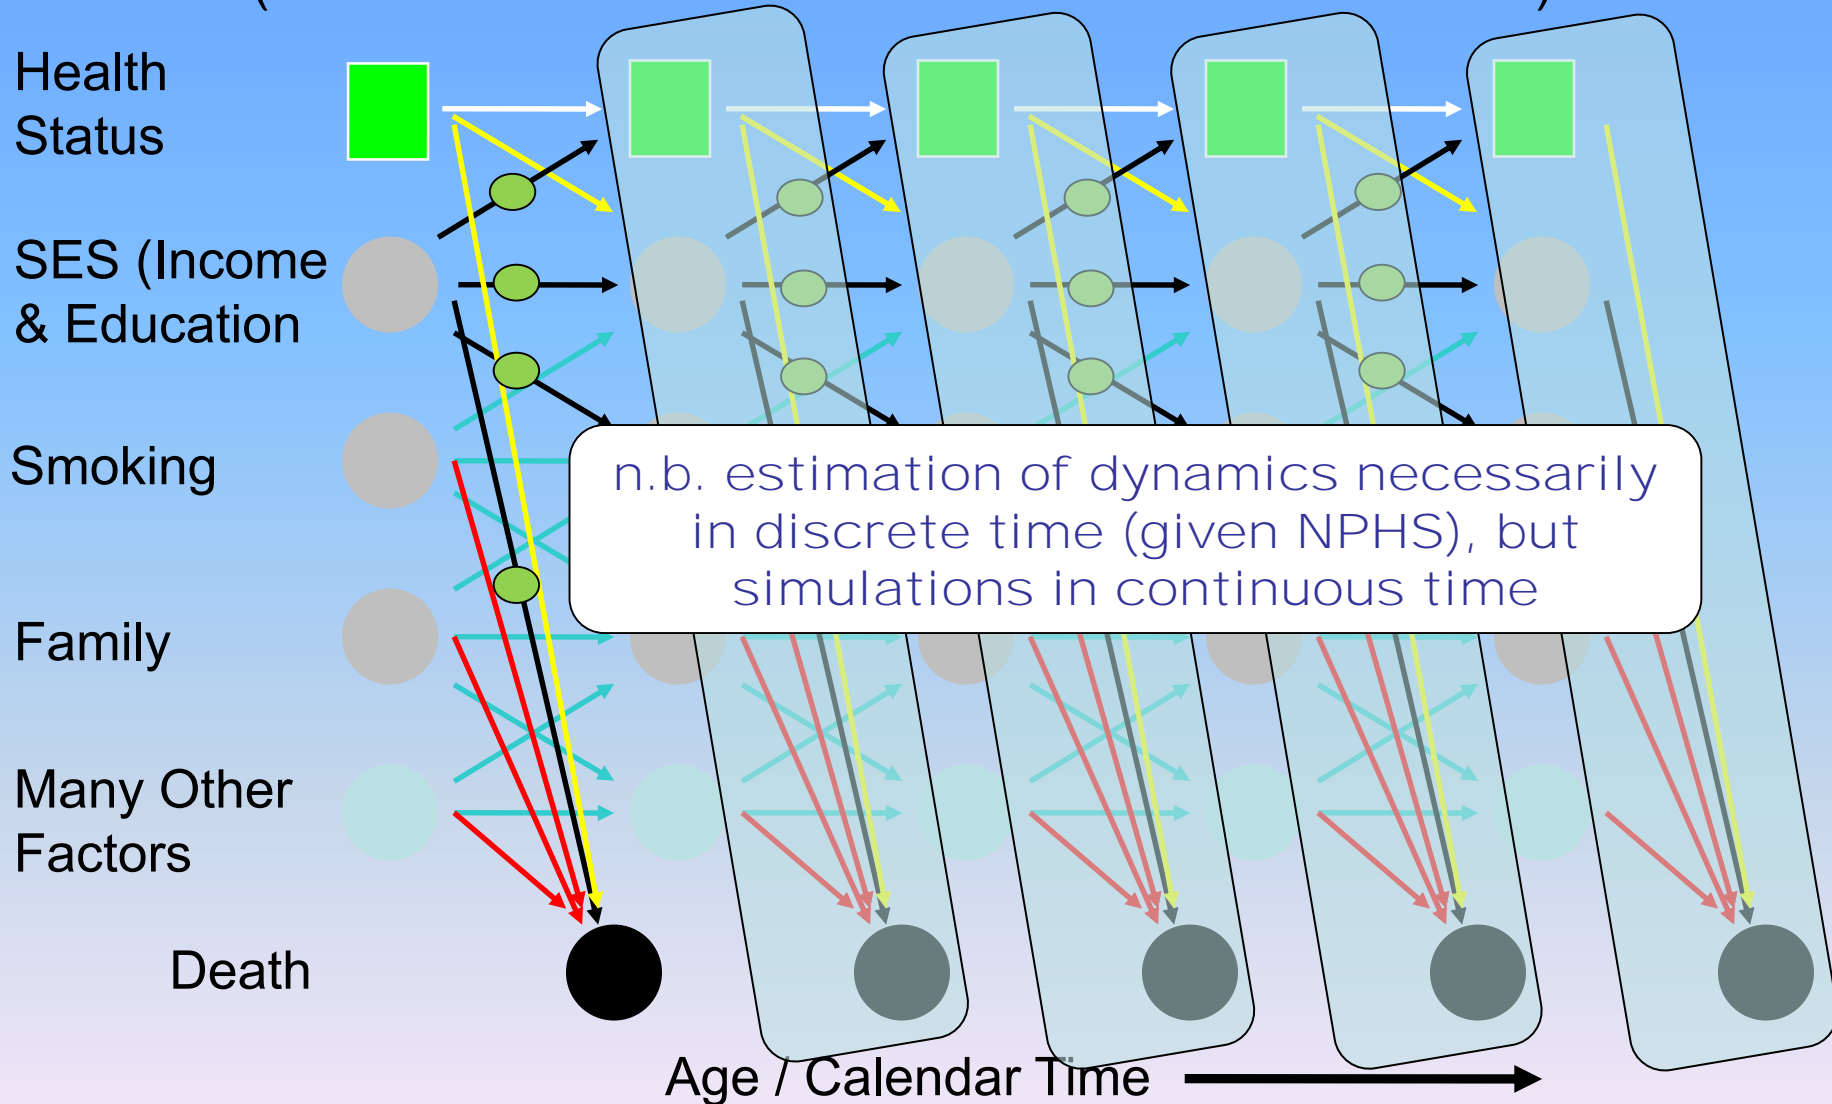 (
)
Health
Status
SES (Income
& Education
Smoking
n.b. estimation of dynamics necessarily
in discrete time (given NPHS), but
simulations in continuous time
Family
Many Other
Factors
Death
Age / Calendar Time